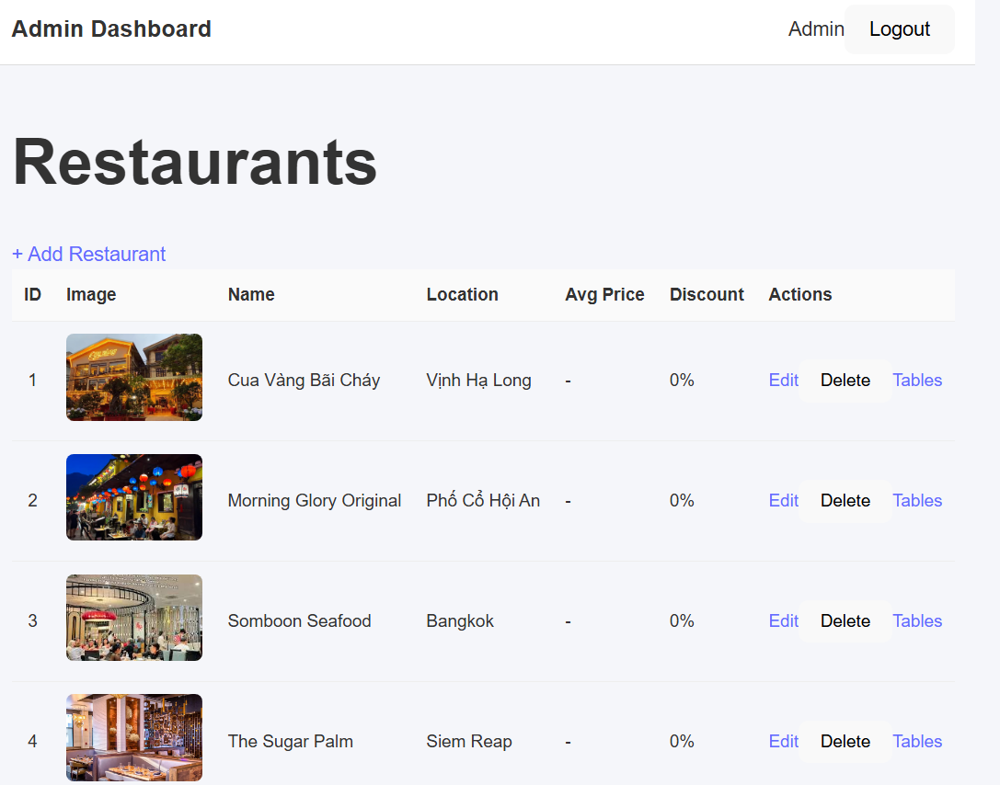 Admin Dashboard Admin Logout
Restaurants
+ Add Restaurant
ID Image Name Location Avg Price Discount Actions
1 Cua Vàng Bãi Cháy Vịnh Hạ Long - 0% Edit Delete Tables
2 Morning Glory Original Phố Cổ Hội An - 0% Edit Delete Tables
3 Somboon Seafood Bangkok - 0% Edit Delete Tables
4 The Sugar Palm Siem Reap - 0% Edit Delete Tables